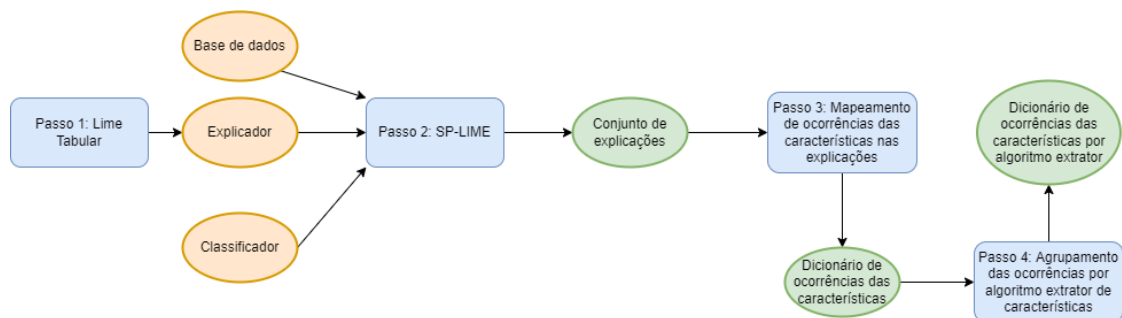 Base de dados
Passo 1: Lime
Tabular
Explicador
Classificador
Passo 2: SP-LIME
Conjunto de
explicações
Passo 3: Mapeamento
de ocorrências das
características nas
explicações
Dicionário de
ocorrências das
características
Passo 4: Agrupamento
das ocorrências por
algoritmo extrator de
características
Dicionário de
ocorrências das
características por
algoritmo extrator